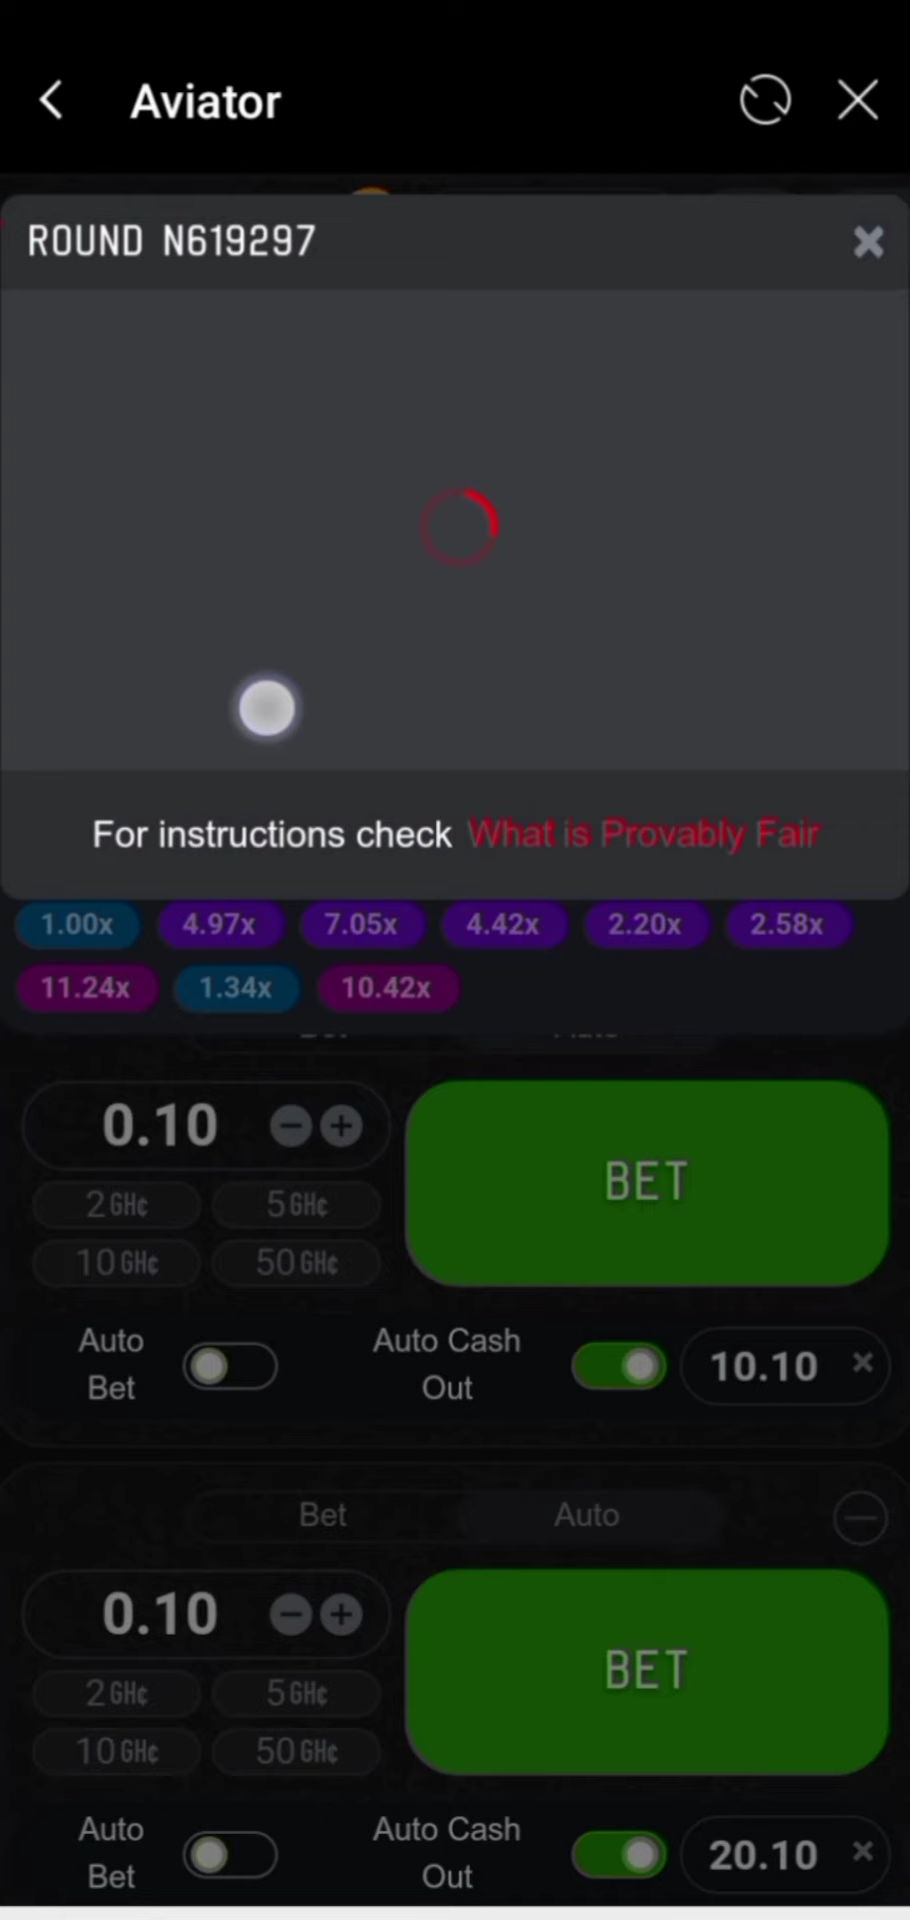 Aviator
ROUND N619297
For instructions check What is Provably Fair
1.00x 4.97x 7.05x 4.42x 2.20x 2.58x
11.24x 1.34x 10.42x
0.10
BET
2 GH¢ 5 GH¢
10 GH¢ 50 GH¢
Auto Bet
Auto Cash Out
10.10
Bet Auto
0.10
BET
2 GH¢ 5 GH¢
10 GH¢ 50 GH¢
Auto Bet
Auto Cash Out
20.10